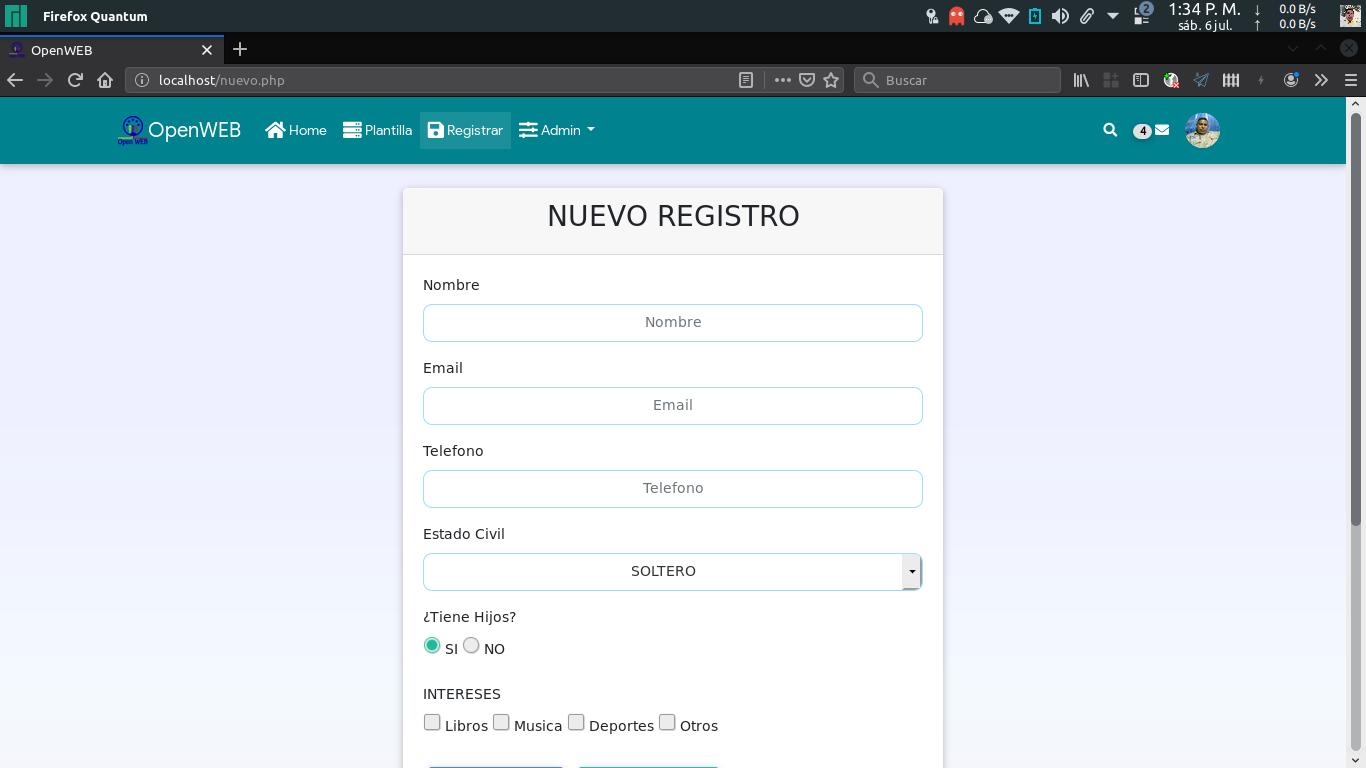 Firefox Quantum
2
1:34 P. M.
sáb. 6 jul.
0.0 B/s
0.0 B/s
OpenWEB
localhost/nuevo.php
Buscar
Open WEB
OpenWEB
Home
Plantilla
Registrar
Admin
4
NUEVO REGISTRO
Nombre
Nombre
Email
Email
Telefono
Telefono
Estado Civil
SOLTERO
¿Tiene Hijos?
SI NO
INTERESES
Libros Musica Deportes Otros